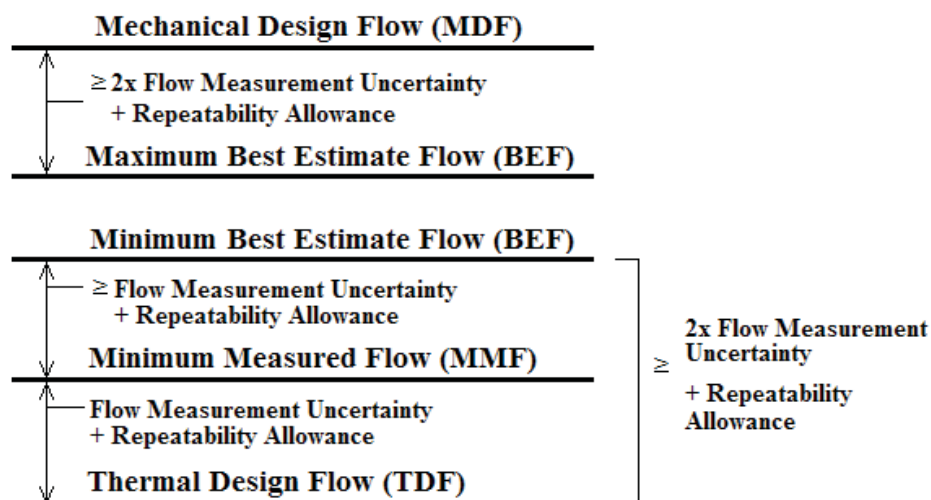 Mechanical Design Flow (MDF)
≥ 2x Flow Measurement Uncertainty
+ Repeatability Allowance
Maximum Best Estimate Flow (BEF)
Minimum Best Estimate Flow (BEF)
≥ Flow Measurement Uncertainty
+ Repeatability Allowance
Minimum Measured Flow (MMF)
Flow Measurement Uncertainty
+ Repeatability Allowance
Thermal Design Flow (TDF)
≥
2x Flow Measurement
Uncertainty
+ Repeatability
Allowance